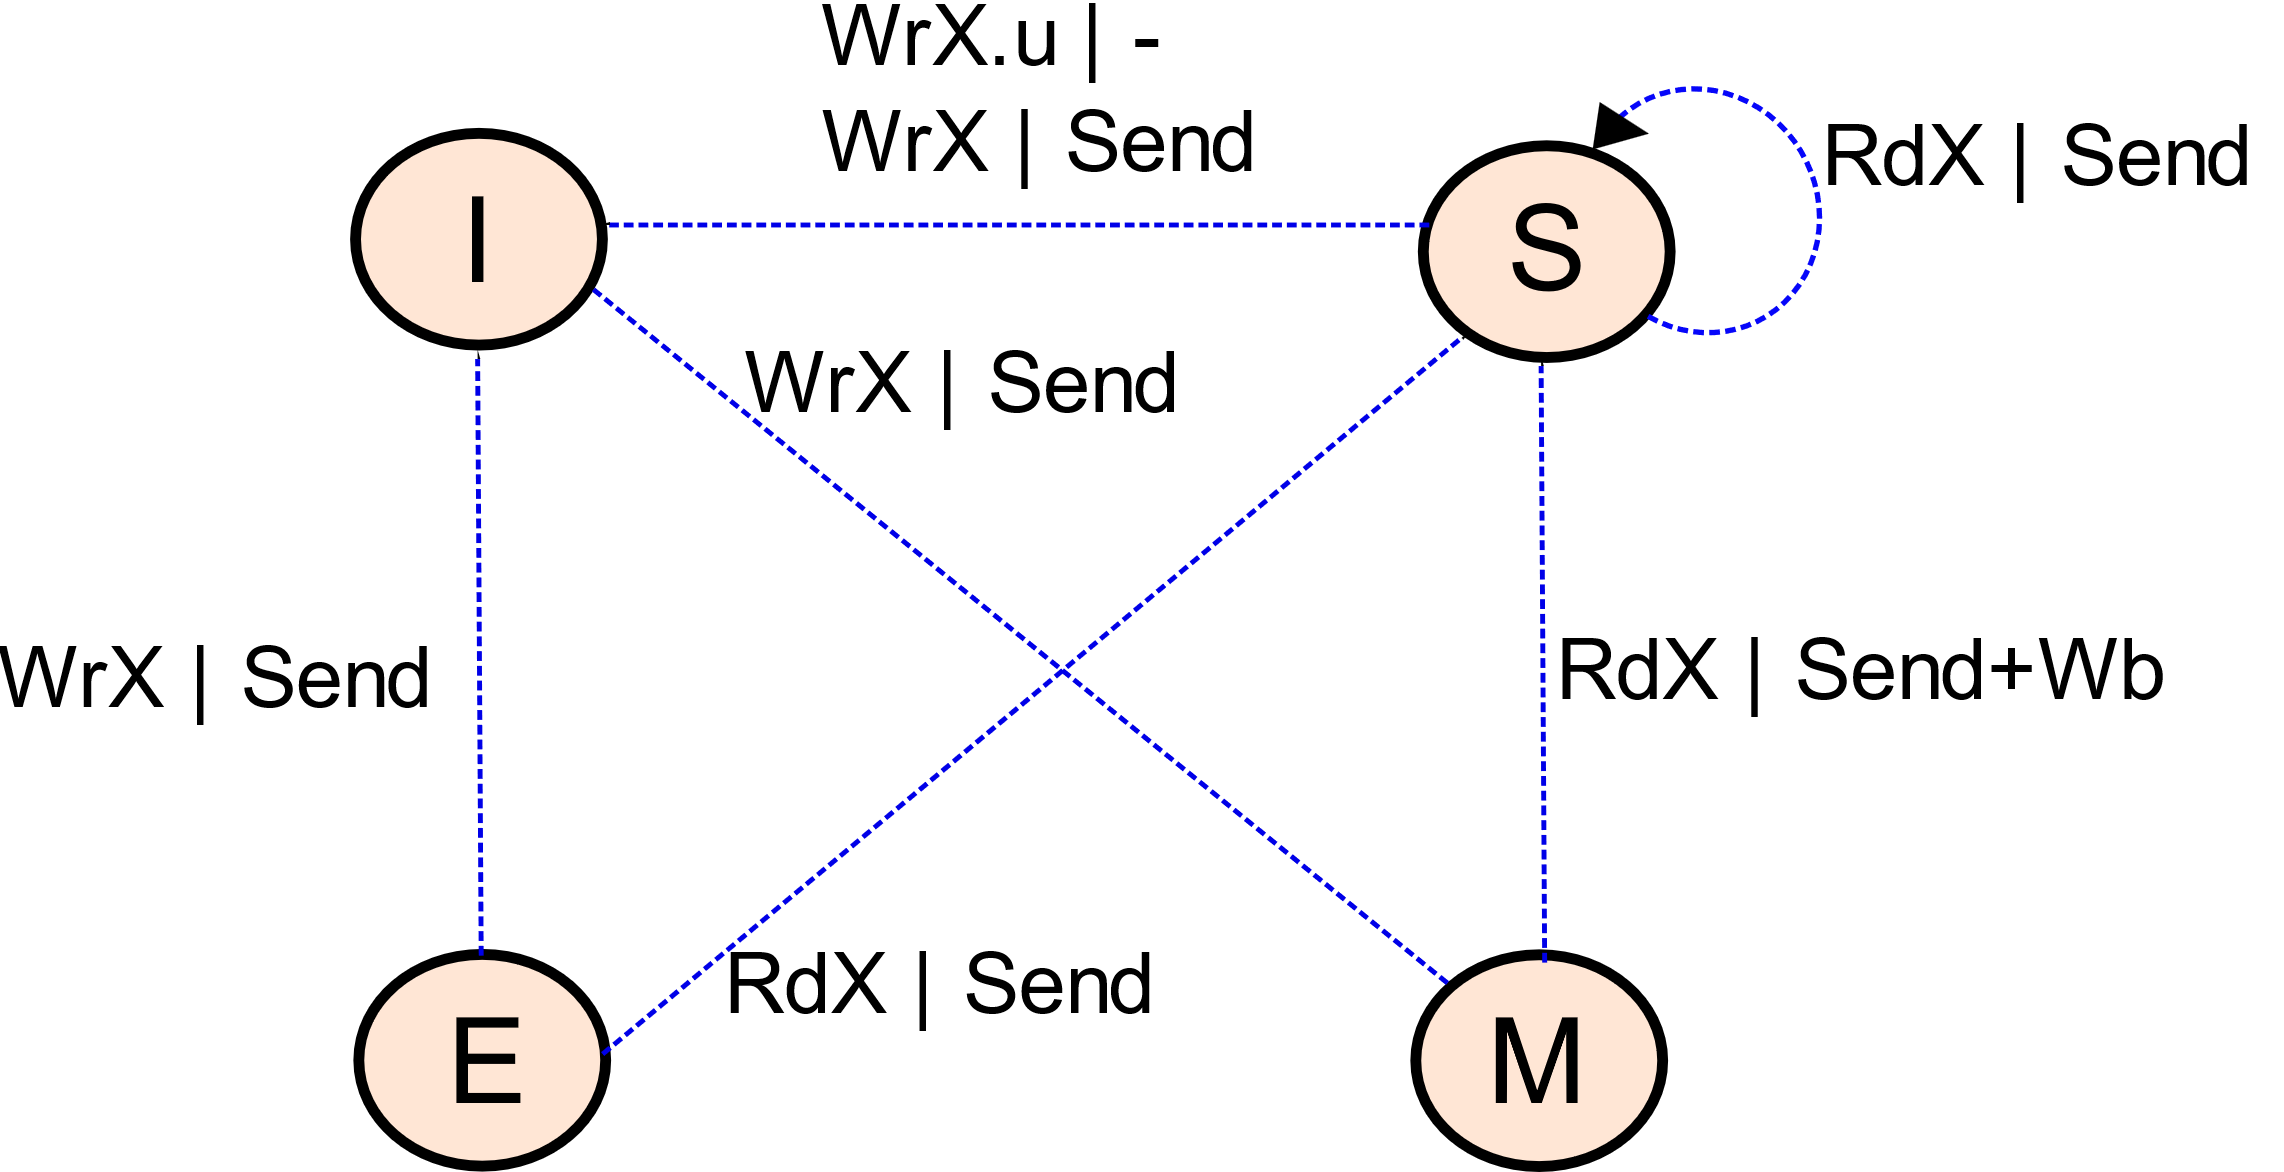 WrX.u | -
WrX | Send
RdX | Send
I
S
WrX | Send
WrX | Send
RdX | Send+Wb
RdX | Send
E
M